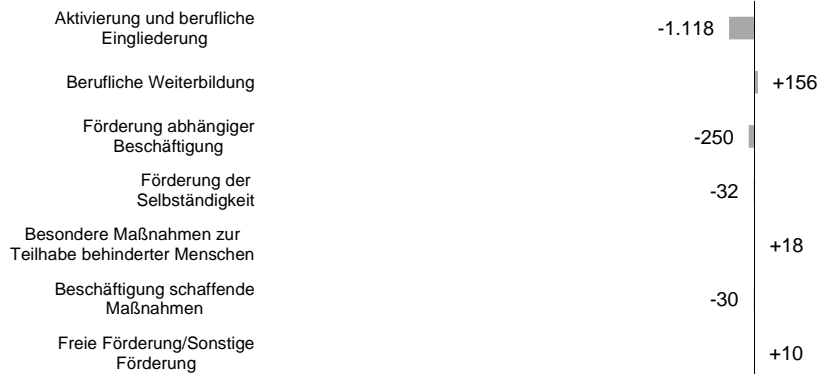 Aktivierung und berufliche
Eingliederung
-1.118
Berufliche Weiterbildung
+156
Förderung abhängiger
Beschäftigung
-250
Förderung der
Selbständigkeit
-32
Besondere Maßnahmen zur
Teilhabe behinderter Menschen
+18
Beschäftigung schaffende
Maßnahmen
-30
Freie Förderung/Sonstige
Förderung
+10